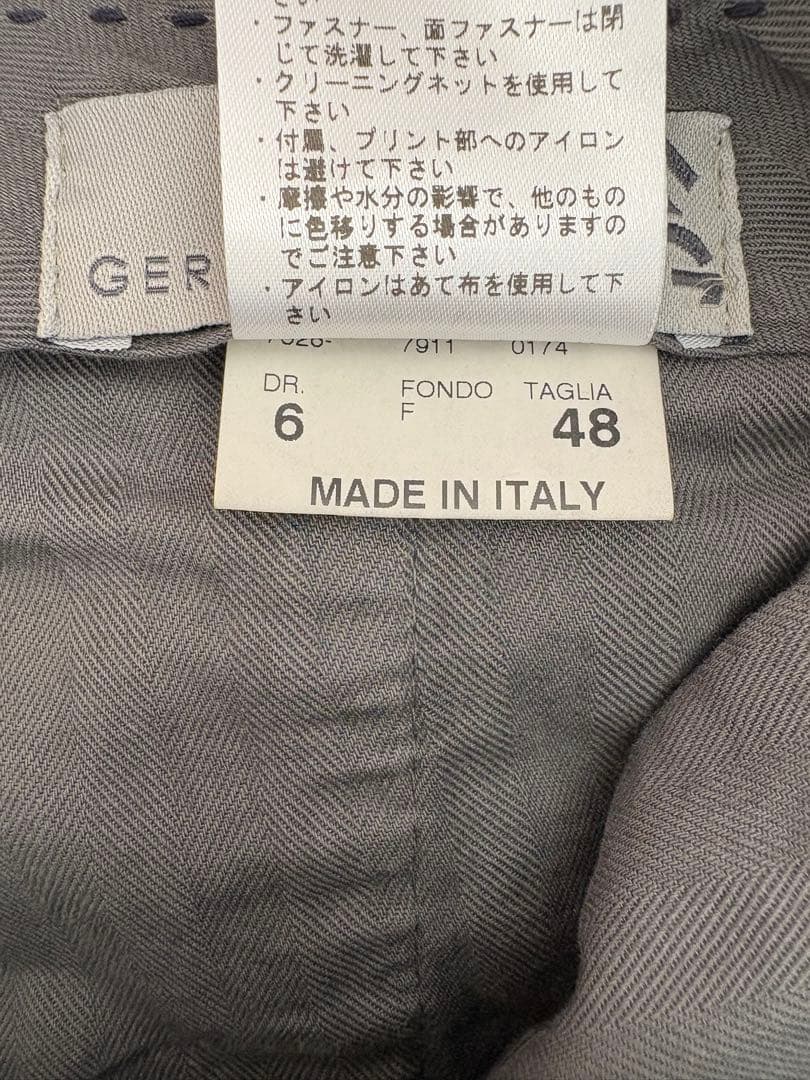 さい
・ファスナー、面ファスナーは閉
じて洗濯して下さい
・クリーニングネットを使用して
下さい
・付属、プリント部へのアイロン
は避けて下さい
・摩擦や水分の影響で、他のもの
に色移りする場合がありますの
でご注意下さい
・アイロンはあて布を使用して下
さい
GER
7026- 7911 0174
DR. FONDO TAGLIA
6 F 48
MADE IN ITALY